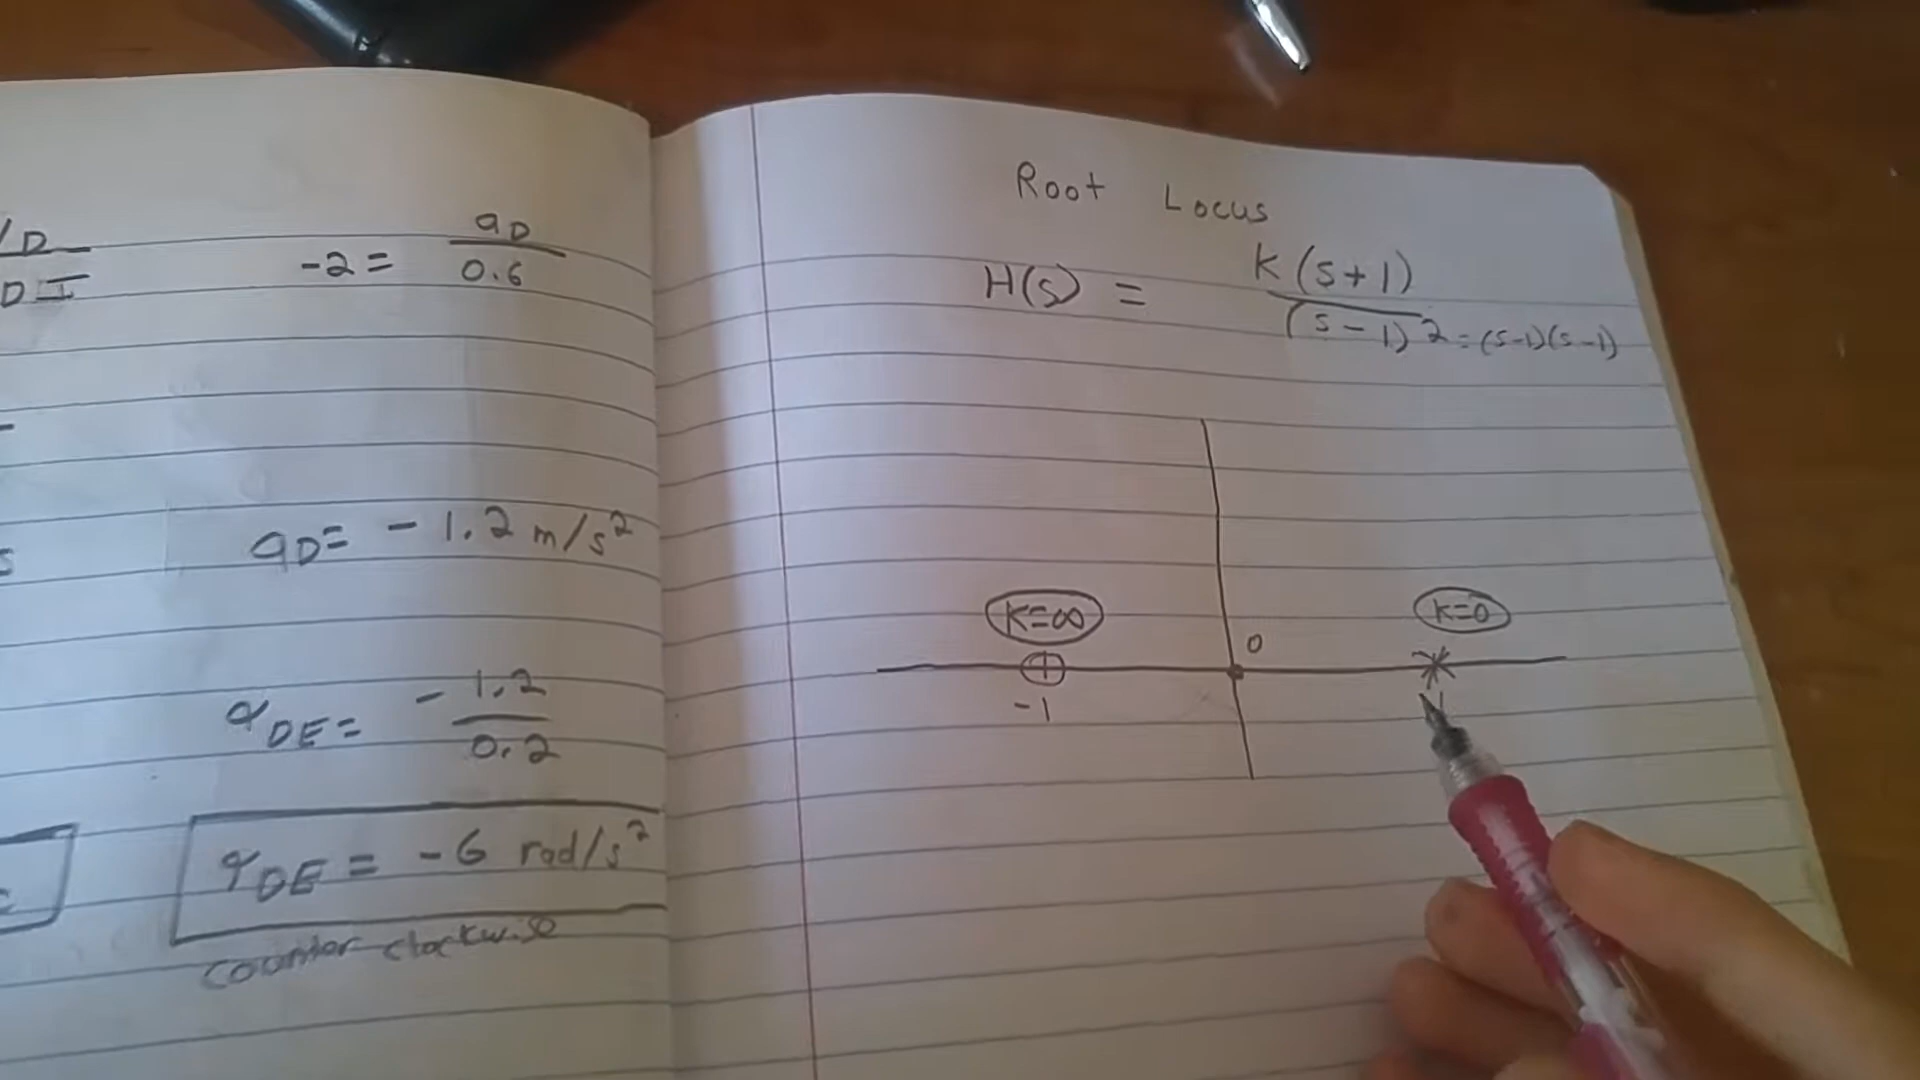 /D
D I
-2 = aD / 0.6
s
aD = - 1.2 m/s²
αDE = - 1.2 / 0.2
αDE = -6 rad/s²
counter clockwise
Root Locus
H(s) = k(s+1) / (s-1)² = (s-1)(s-1)
k=∞
k=0
0
-1